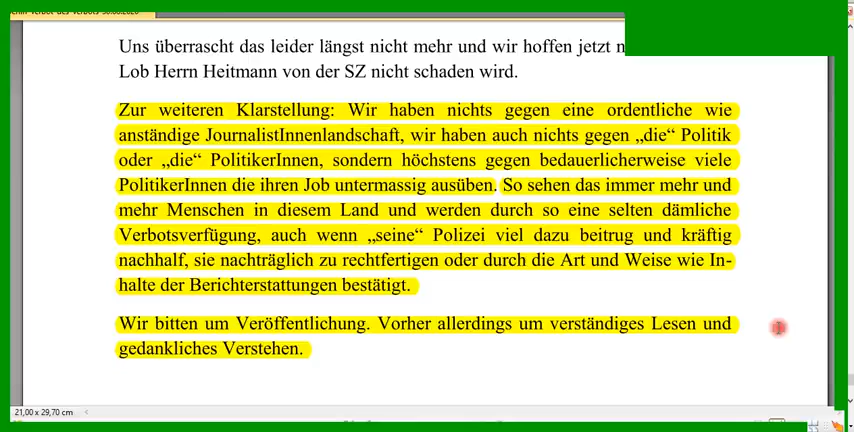 Verbot des Verbots 30.08.2020
Uns überrascht das leider längst nicht mehr und wir hoffen jetzt
Lob Herrn Heitmann von der SZ nicht schaden wird.
Zur weiteren Klarstellung: Wir haben nichts gegen eine ordentliche wie
anständige JournalistInnenlandschaft, wir haben auch nichts gegen „die“ Politik
oder „die“ PolitikerInnen, sondern höchstens gegen bedauerlicherweise viele
PolitikerInnen die ihren Job untermassig ausüben. So sehen das immer mehr und
mehr Menschen in diesem Land und werden durch so eine selten dämliche
Verbotsverfügung, auch wenn „seine“ Polizei viel dazu beitrug und kräftig
nachhalf, sie nachträglich zu rechtfertigen oder durch die Art und Weise wie In-
halte der Berichterstattungen bestätigt.
Wir bitten um Veröffentlichung. Vorher allerdings um verständiges Lesen und
gedankliches Verstehen.
21,00 x 29,70 cm